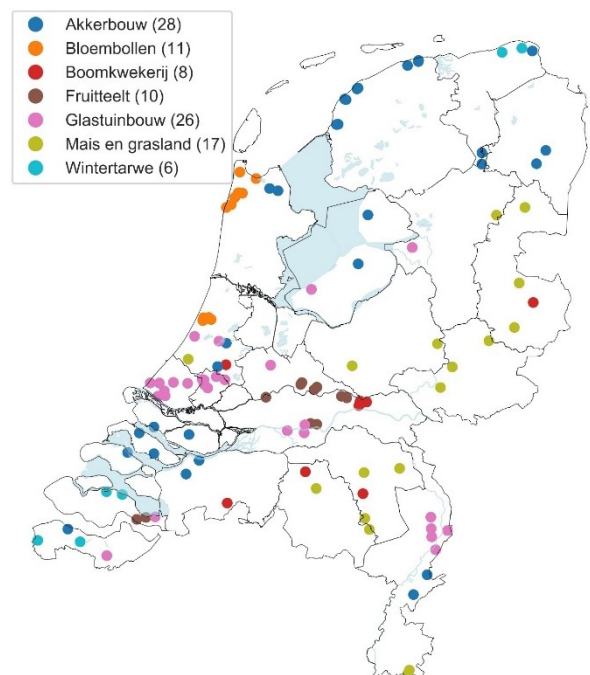 Akkerbouw (28)
Bloembollen (11)
Boomkwekerij (8)
Fruitteelt (10)
Glastuinbouw (26)
Mais en grasland (17)
Wintertarwe (6)